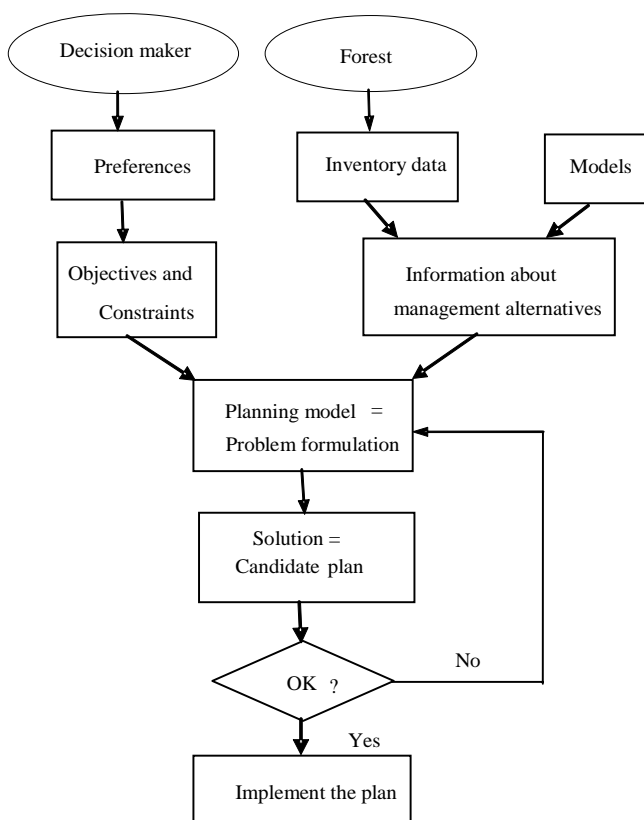 Decision maker
Forest
Preferences
Inventory data
Models
Objectives and
Constraints
Information about
management alternatives
Planning model =
Problem formulation
Solution =
Candidate plan
OK ?
No
Yes
Implement the plan